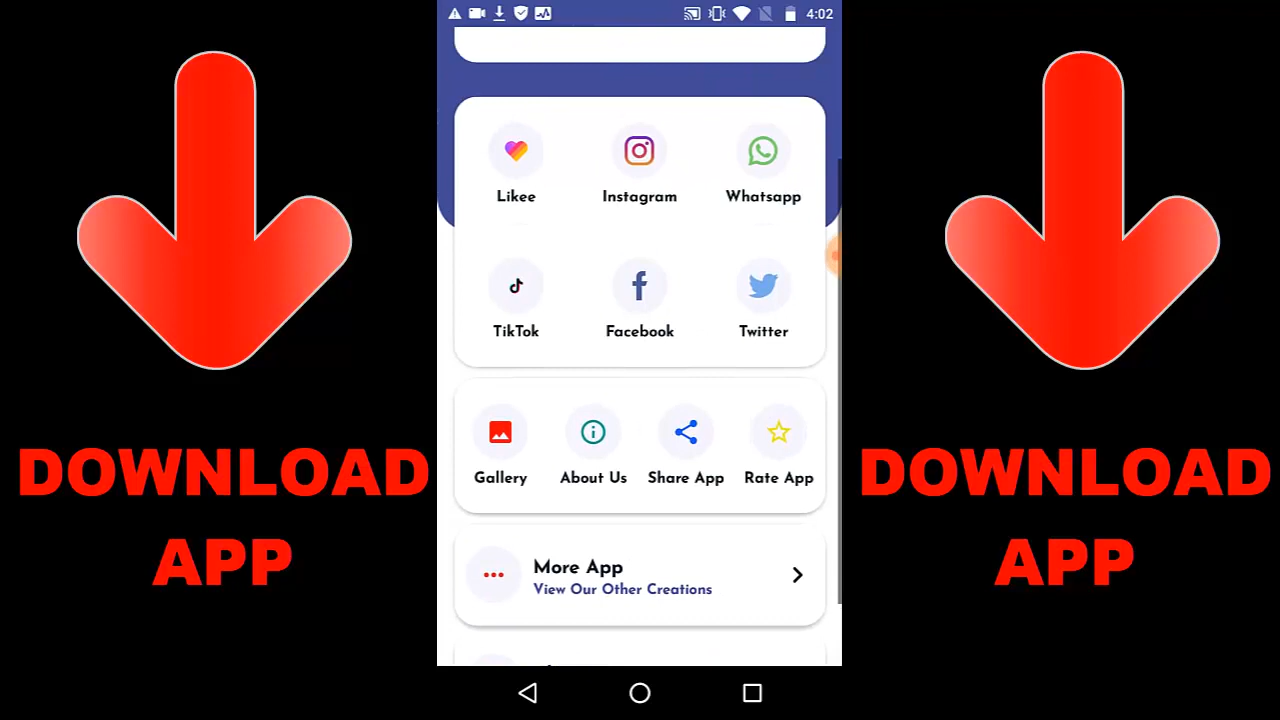 4:02
Likee
Instagram
Whatsapp
TikTok
Facebook
Twitter
Gallery
About Us
Share App
Rate App
More App
View Our Other Creations
DOWNLOAD
APP
DOWNLOAD
APP